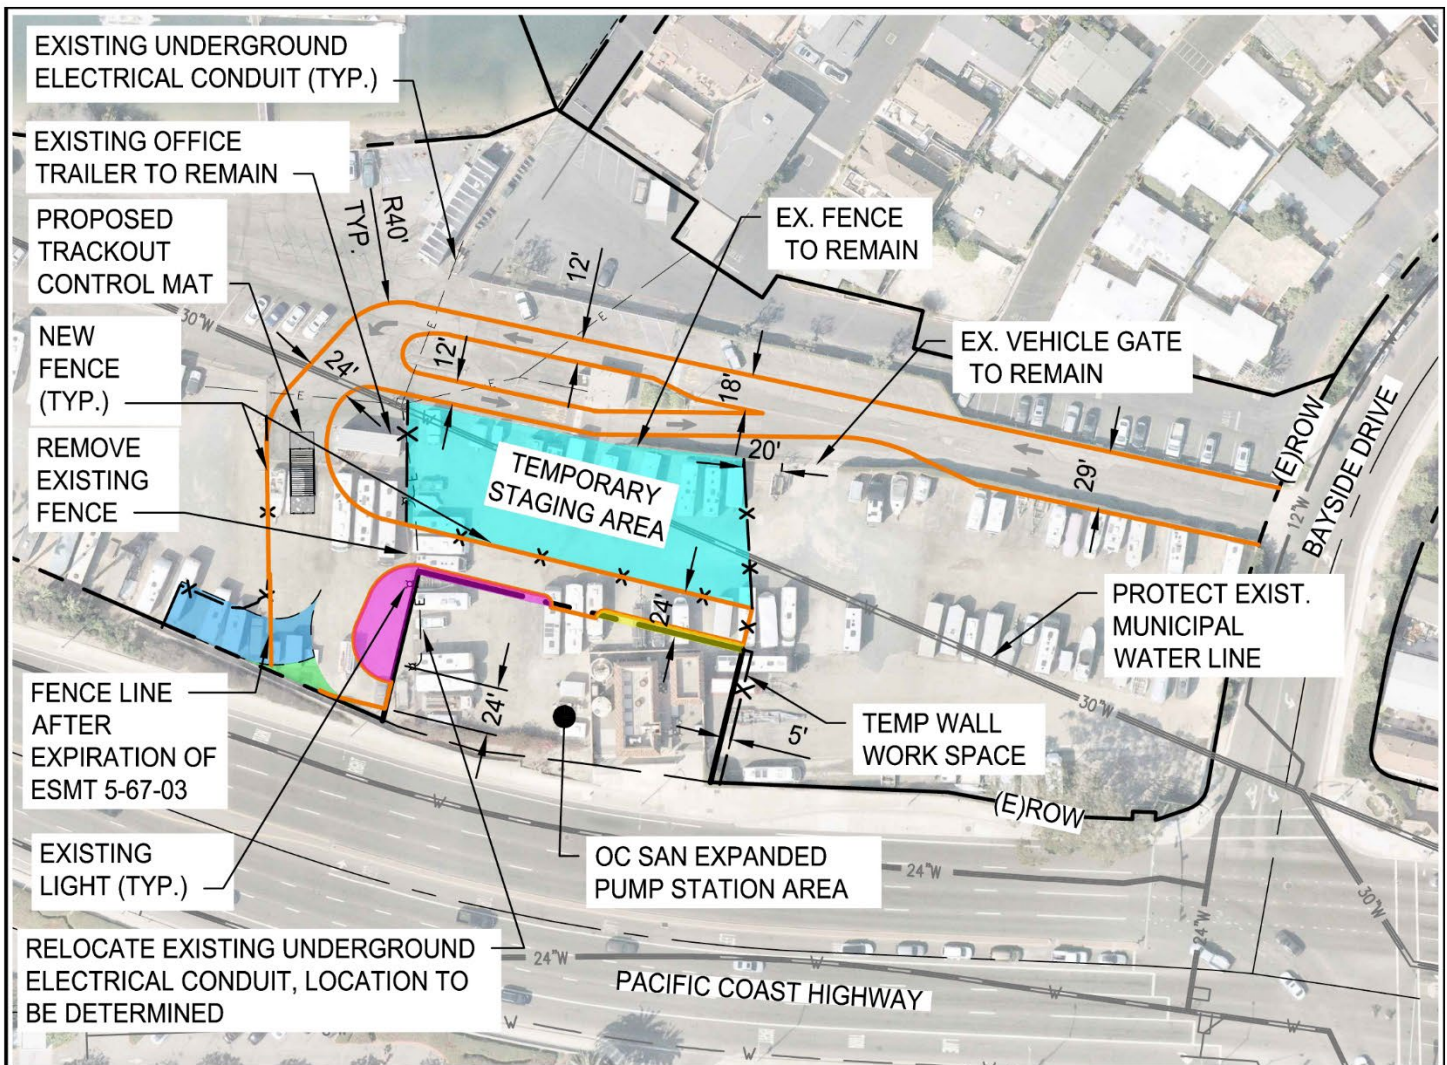 EXISTING UNDERGROUND
ELECTRICAL CONDUIT (TYP.)
EXISTING OFFICE
TRAILER TO REMAIN
PROPOSED
TRACKOUT
CONTROL MAT
NEW
FENCE
(TYP.)
REMOVE
EXISTING
FENCE
FENCE LINE
AFTER
EXPIRATION OF
ESMT 5-67-03
EXISTING
LIGHT (TYP.)
RELOCATE EXISTING UNDERGROUND
ELECTRICAL CONDUIT, LOCATION TO
BE DETERMINED
R40'
TYP.
30"W
24'
12'
12'
E
E
E
E
E
18'
20'
29'
EX. FENCE
TO REMAIN
EX. VEHICLE GATE
TO REMAIN
TEMPORARY
STAGING AREA
24'
24'
5'
(E)ROW
BAYSIDE DRIVE
12"W
PROTECT EXIST.
MUNICIPAL
WATER LINE
30"W
TEMP WALL
WORK SPACE
(E)ROW
OC SAN EXPANDED
PUMP STATION AREA
24"W
24"W
24"W
30"W
PACIFIC COAST HIGHWAY
W
W
W
W
W
W